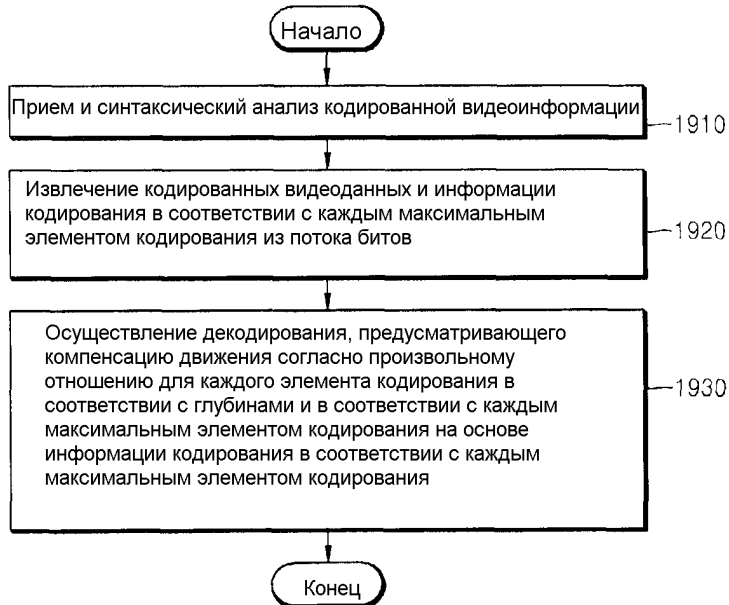 Начало
Прием и синтаксический анализ кодированной видеоинформации
1910
Извлечение кодированных видеоданных и информации
кодирования в соответствии с каждым максимальным
элементом кодирования из потока битов
1920
Осуществление декодирования, предусматривающего
компенсацию движения согласно произвольному
отношению для каждого элемента кодирования в
соответствии с глубинами и в соответствии с каждым
максимальным элементом кодирования на основе
информации кодирования в соответствии с каждым
максимальным элементом кодирования
1930
Конец